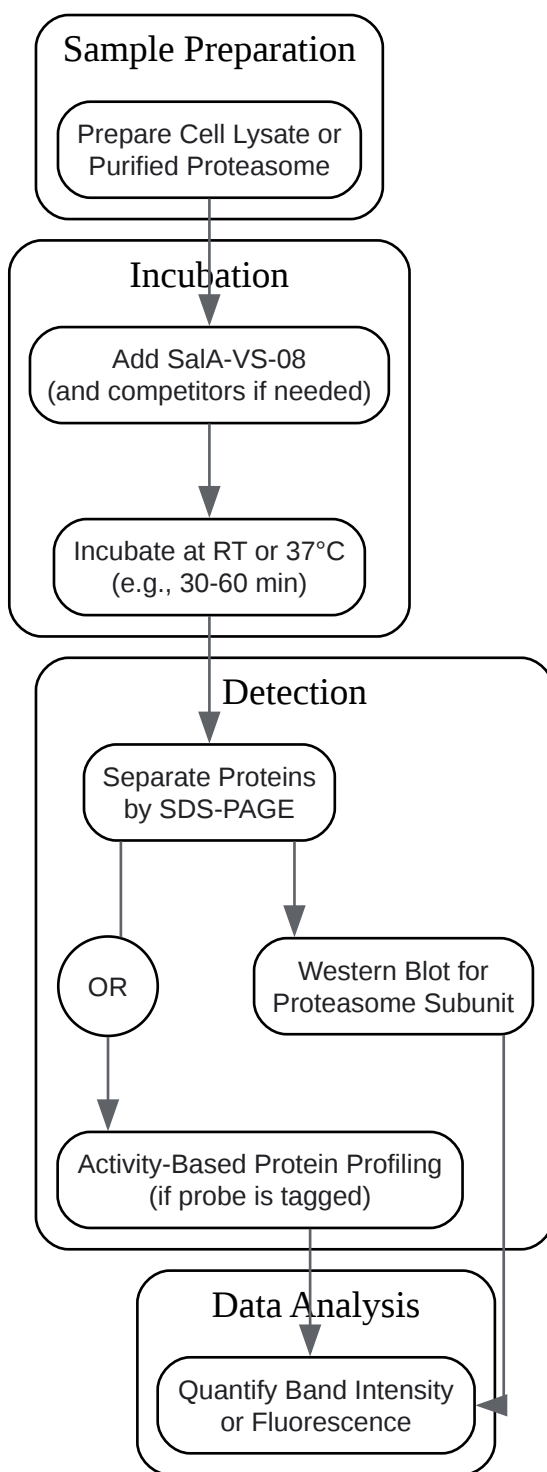 Sample Preparation
Prepare Cell Lysate or
Purified Proteasome
Incubation
Add SalA-VS-08
(and competitors if needed)
Incubate at RT or 37°C
(e.g., 30-60 min)
Detection
Separate Proteins
by SDS-PAGE
OR
Western Blot for
Proteasome Subunit
Activity-Based Protein Profiling
(if probe is tagged)
Data Analysis
Quantify Band Intensity
or Fluorescence